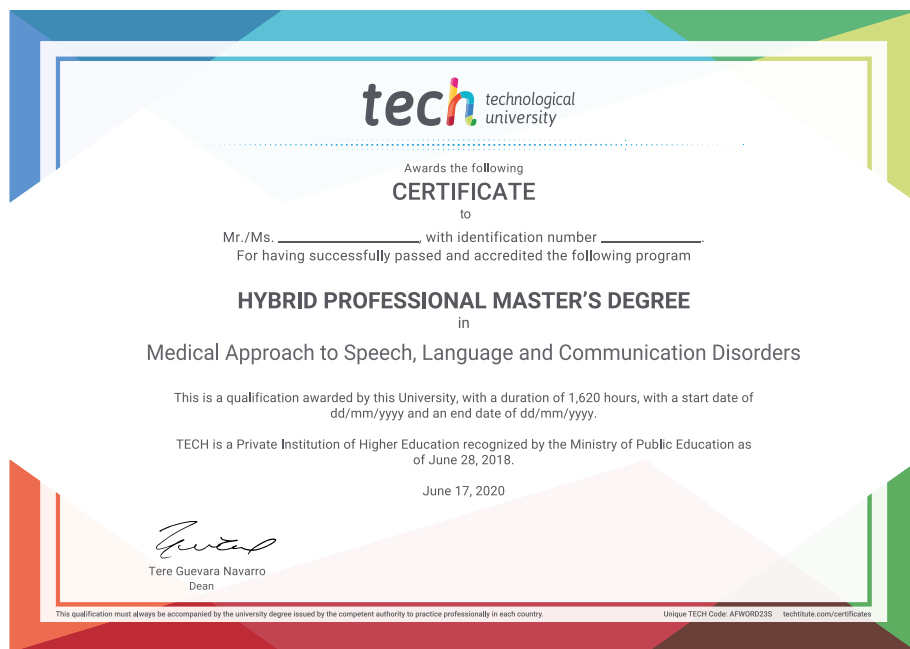 tech technological
university
Awards the following
CERTIFICATE
to
Mr./Ms. ____________, with identification number ____________.
For having successfully passed and accredited the following program
HYBRID PROFESSIONAL MASTER’S DEGREE
in
Medical Approach to Speech, Language and Communication Disorders
This is a qualification awarded by this University, with a duration of 1,620 hours, with a start date of
dd/mm/yyyy and an end date of dd/mm/yyyy.
TECH is a Private Institution of Higher Education recognized by the Ministry of Public Education as
of June 28, 2018.
June 17, 2020
Tere Guevara Navarro
Dean
This qualification must always be accompanied by the university degree issued by the competent authority to practice professionally in each country.
Unique TECH Code: AFWORD23S techtitute.com/certificates